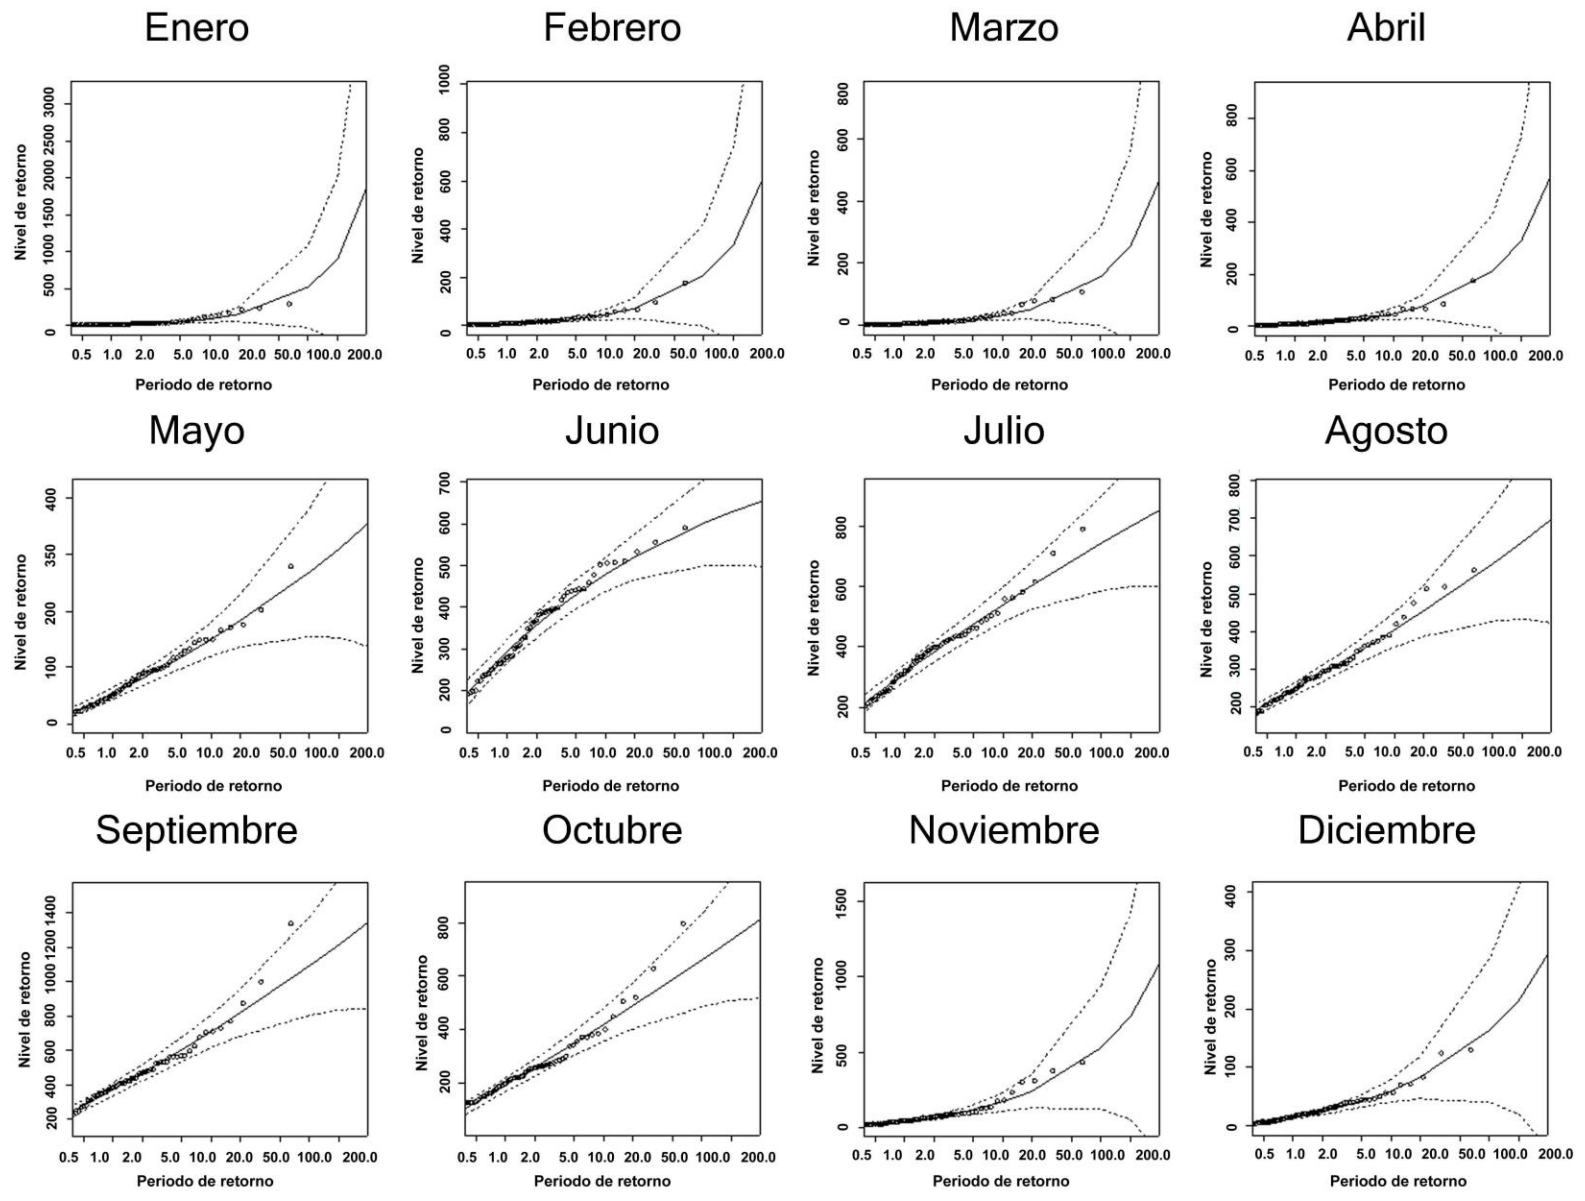 Enero Febrero Marzo Abril
Nivel de retorno
3000
2500
2000
1500
1000
500
0
0.5 1.0 2.0 5.0 10.0 20.0 50.0 100.0 200.0
Periodo de retorno
Nivel de retorno
1000
800
600
400
200
0
0.5 1.0 2.0 5.0 10.0 20.0 50.0 100.0 200.0
Periodo de retorno
Nivel de retorno
800
600
400
200
0
0.5 1.0 2.0 5.0 10.0 20.0 50.0 100.0 200.0
Periodo de retorno
Nivel de retorno
800
600
400
200
0
0.5 1.0 2.0 5.0 10.0 20.0 50.0 100.0 200.0
Periodo de retorno
Mayo Junio Julio Agosto
Nivel de retorno
400
350
200
100
0
0.5 1.0 2.0 5.0 10.0 20.0 50.0 100.0 200.0
Periodo de retorno
Nivel de retorno
700
600
500
400
300
200
0
0.5 1.0 2.0 5.0 10.0 20.0 50.0 100.0 200.0
Periodo de retorno
Nivel de retorno
800
600
400
200
0.5 1.0 2.0 5.0 10.0 20.0 50.0 100.0 200.0
Periodo de retorno
Nivel de retorno
800
700
600
500
400
300
200
0.5 1.0 2.0 5.0 10.0 20.0 50.0 100.0 200.0
Periodo de retorno
Septiembre Octubre Noviembre Diciembre
Nivel de retorno
1400
1200
1000
800
600
400
200
0.5 1.0 2.0 5.0 10.0 20.0 50.0 100.0 200.0
Periodo de retorno
Nivel de retorno
800
600
400
200
0.5 1.0 2.0 5.0 10.0 20.0 50.0 100.0 200.0
Periodo de retorno
Nivel de retorno
1500
1000
500
0
0.5 1.0 2.0 5.0 10.0 20.0 50.0 100.0 200.0
Periodo de retorno
Nivel de retorno
400
300
200
100
0
0.5 1.0 2.0 5.0 10.0 20.0 50.0 100.0 200.0
Periodo de retorno